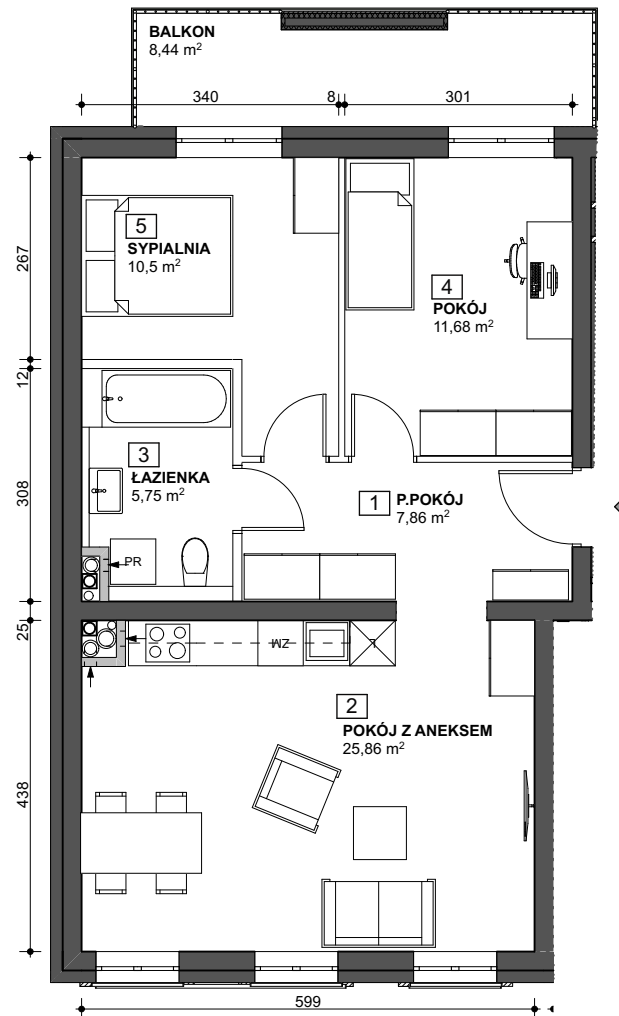 BALKON
8,44 m²
340
8
301
5
SYPIALNIA
10,5 m²
4
POKÓJ
11,68 m²
267
12
3
ŁAZIENKA
5,75 m²
1
P.POKÓJ
7,86 m²
308
PR
25
ZM
L
2
POKÓJ Z ANEKSEM
25,86 m²
438
599